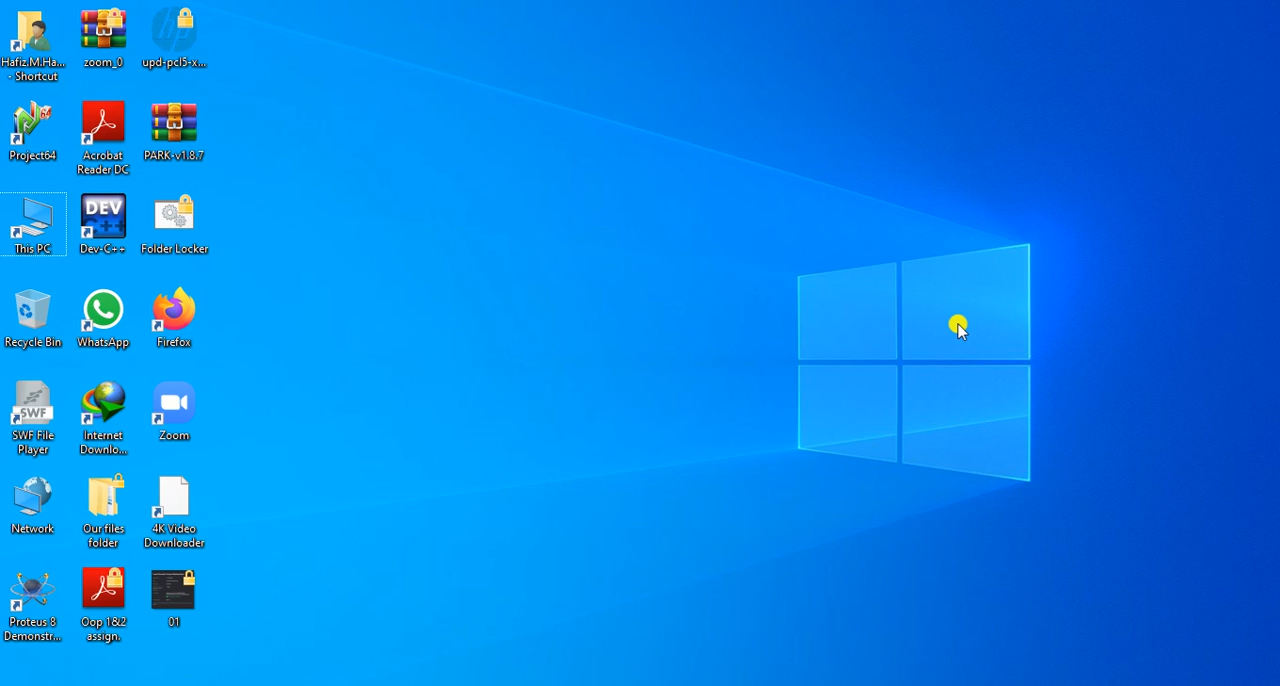 Hafiz.M.Ha...
- Shortcut
zoom_0
upd-pcl5-x...
64
Project64
Acrobat
Reader DC
PARK-v1.8.7
This PC
DEV
C++
Dev-C++
Folder Locker
Recycle Bin
WhatsApp
Firefox
SWF
SWF File
Player
Internet
Downlo...
Zoom
Network
Our files
folder
4K Video
Downloader
Proteus 8
Demonstr...
Oop 1&2
assign.
01